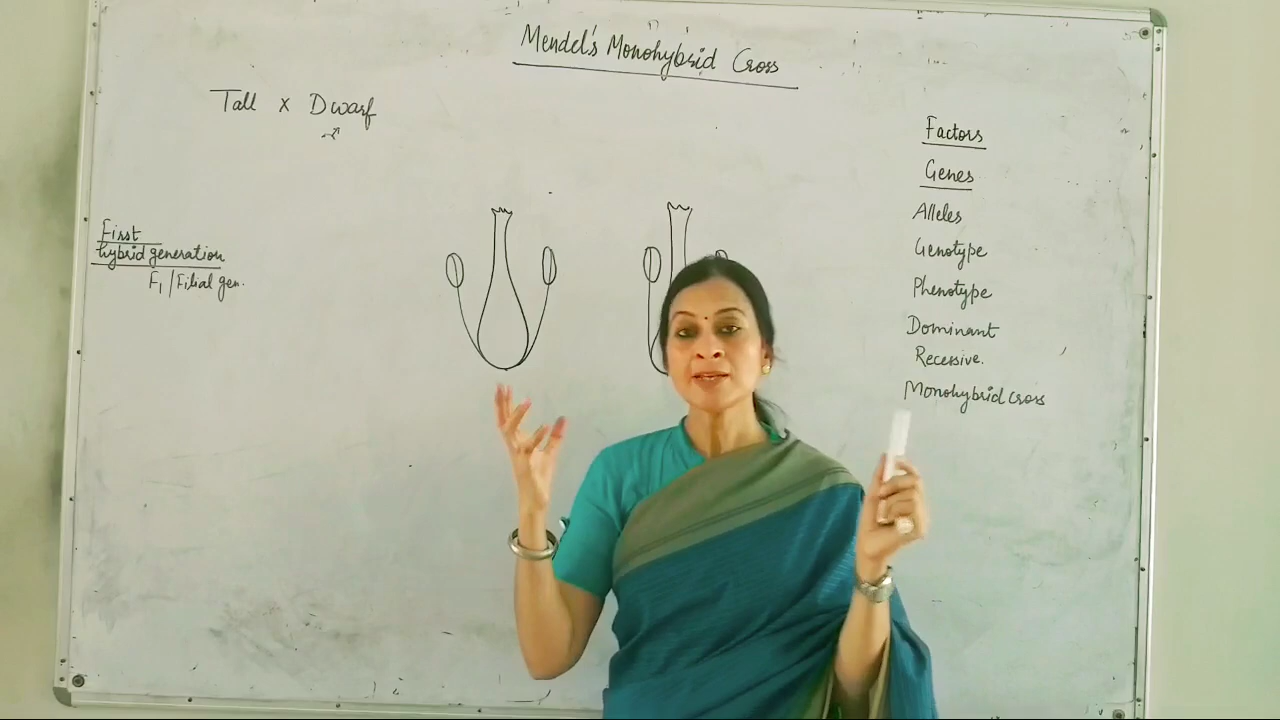 Mendel's Monohybrid Cross
Tall x Dwarf
First
hybrid generation
F1 / Filial gen.
Factors
Genes
Alleles
Genotype
Phenotype
Dominant
Recessive.
Monohybrid cross